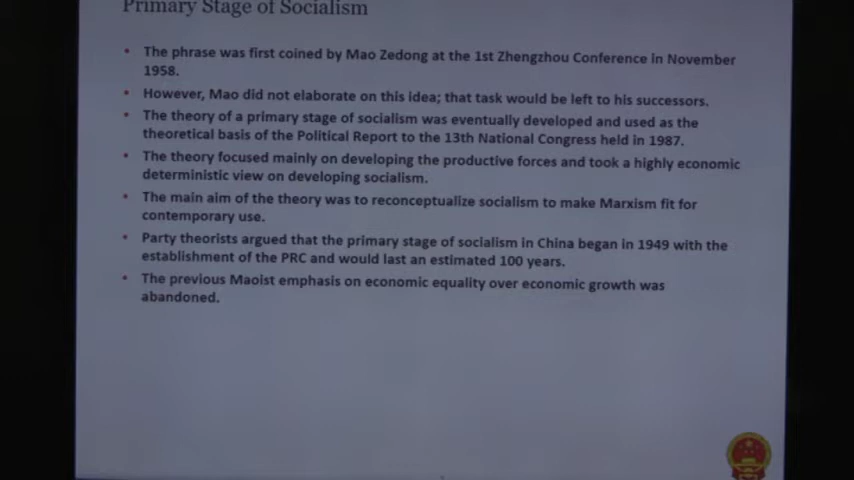 Primary Stage of Socialism
• The phrase was first coined by Mao Zedong at the 1st Zhengzhou Conference in November
1958.
• However, Mao did not elaborate on this idea; that task would be left to his successors.
• The theory of a primary stage of socialism was eventually developed and used as the
theoretical basis of the Political Report to the 13th National Congress held in 1987.
• The theory focused mainly on developing the productive forces and took a highly economic
deterministic view on developing socialism.
• The main aim of the theory was to reconceptualize socialism to make Marxism fit for
contemporary use.
• Party theorists argued that the primary stage of socialism in China began in 1949 with the
establishment of the PRC and would last an estimated 100 years.
• The previous Maoist emphasis on economic equality over economic growth was
abandoned.